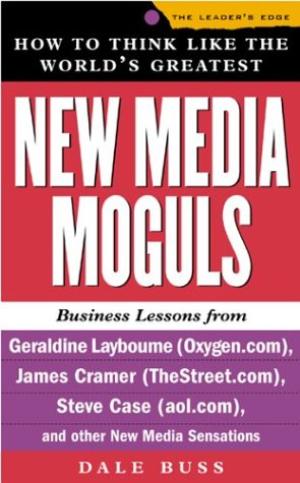 THE LEADER'S EDGE
HOW TO THINK LIKE THE
WORLD'S GREATEST
NEW MEDIA
MOGULS
Business Lessons from
Geraldine Laybourne (Oxygen.com),
James Cramer (TheStreet.com),
Steve Case (aol.com),
and other New Media Sensations
DALE BUSS